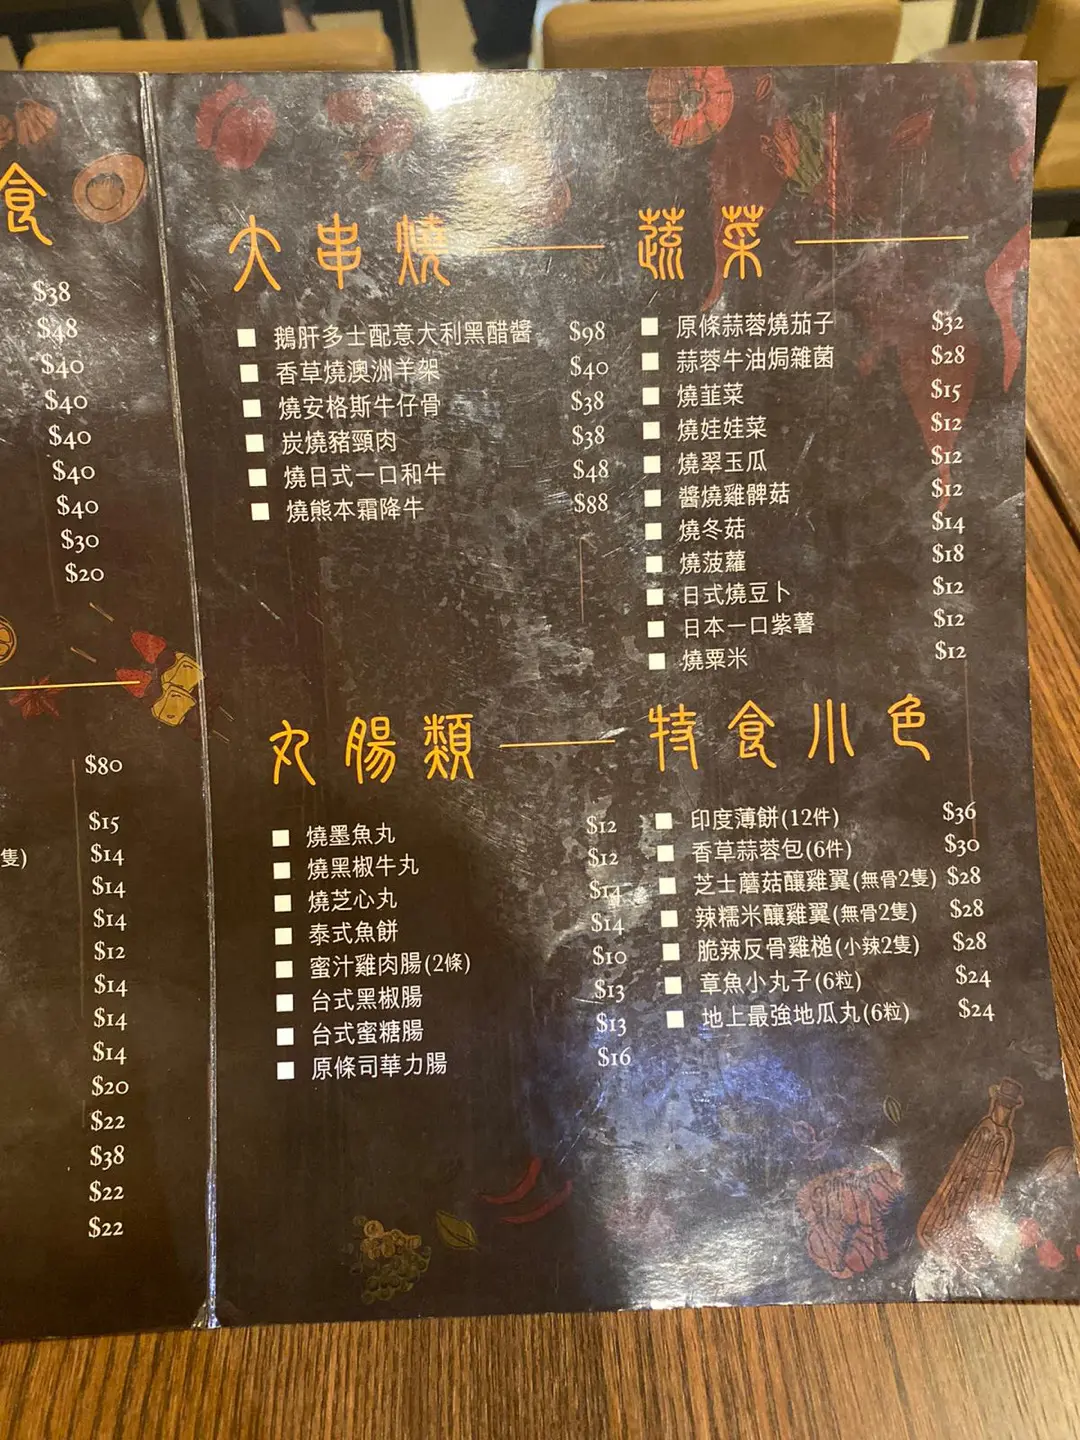 食
$38
$48
$40
$40
$40
$40
$40
$30
$20
$80
$15
隻) $14
$14
$14
$12
$14
$14
$14
$20
$22
$38
$22
$22
大串燒
鵝肝多士配意大利黑醋醬 $98
香草燒澳洲羊架 $40
燒安格斯牛仔骨 $38
炭燒豬頸肉 $38
燒日式一口和牛 $48
燒熊本霜降牛 $88
蔬菜
原條蒜蓉燒茄子 $32
蒜蓉牛油焗雜菌 $28
燒韮菜 $15
燒娃娃菜 $12
燒翠玉瓜 $12
醬燒雞髀菇 $12
燒冬菇 $14
燒菠蘿 $18
日式燒豆卜 $12
日本一口紫薯 $12
燒粟米 $12
丸腸類
燒墨魚丸 $12
燒黑椒牛丸 $12
燒芝心丸 $14
泰式魚餅 $14
蜜汁雞肉腸(2條) $10
台式黑椒腸 $13
台式蜜糖腸 $13
原條司華力腸 $16
特食小色
印度薄餅(12件) $36
香草蒜蓉包(6件) $30
芝士蘑菇釀雞翼(無骨2隻) $28
辣糯米釀雞翼(無骨2隻) $28
脆辣反骨雞槌(小辣2隻) $28
章魚小丸子(6粒) $24
地上最強地瓜丸(6粒) $24